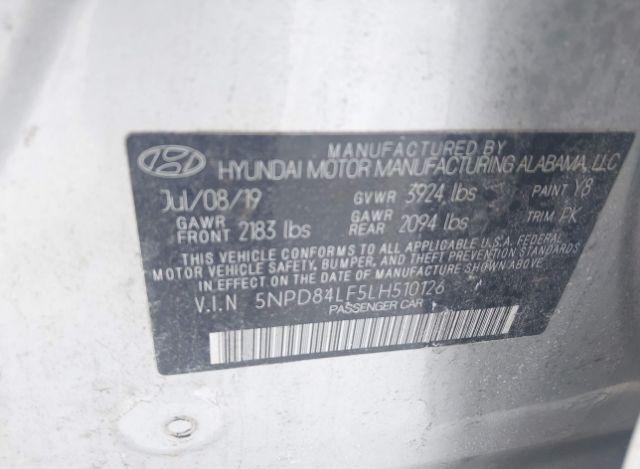 MANUFACTURED BY
HYUNDAI MOTOR MANUFACTURING ALABAMA, LLC
Jul/08/19 GVWR 3924 lbs PAINT Y8
GAWR FRONT 2183 lbs GAWR REAR 2094 lbs TRIM PK
THIS VEHICLE CONFORMS TO ALL APPLICABLE U.S.A. FEDERAL
MOTOR VEHICLE SAFETY, BUMPER, AND THEFT PREVENTION STANDARDS
IN EFFECT ON THE DATE OF MANUFACTURE SHOWN ABOVE.
V.I.N 5NPD84LF5LH510126
PASSENGER CAR